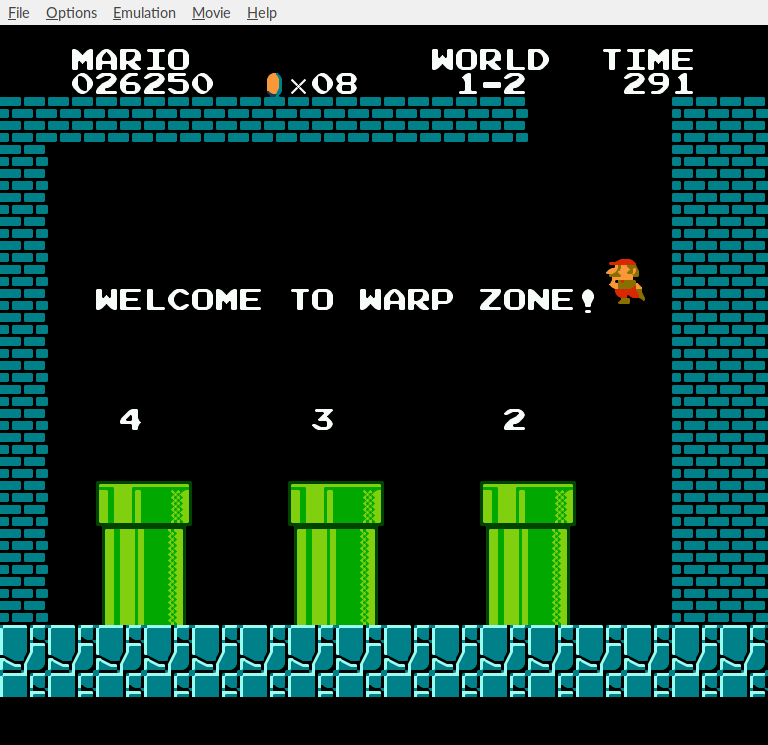 File Options Emulation Movie Help
MARIO WORLD TIME
026250 ×08 1-2 291
WELCOME TO WARP ZONE!
4 3 2